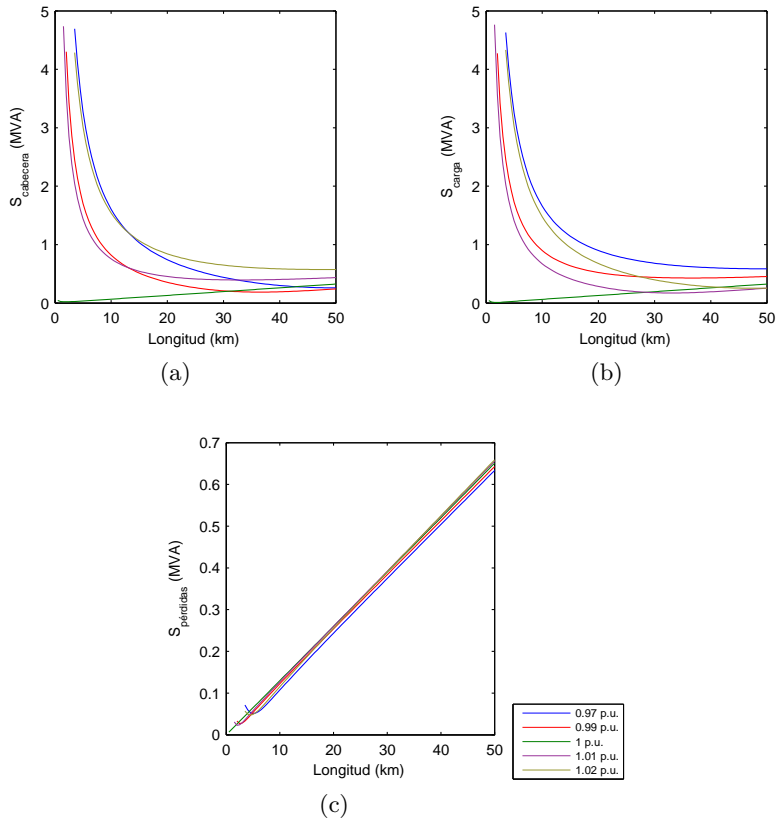 5
4
3
2
1
0
0 10 20 30 40 50
S_cabecera (MVA)
Longitud (km)
(a)
5
4
3
2
1
0
0 10 20 30 40 50
S_carga (MVA)
Longitud (km)
(b)
0.7
0.6
0.5
0.4
0.3
0.2
0.1
0
0 10 20 30 40 50
S_pérdidas (MVA)
Longitud (km)
0.97 p.u.
0.99 p.u.
1 p.u.
1.01 p.u.
1.02 p.u.
(c)